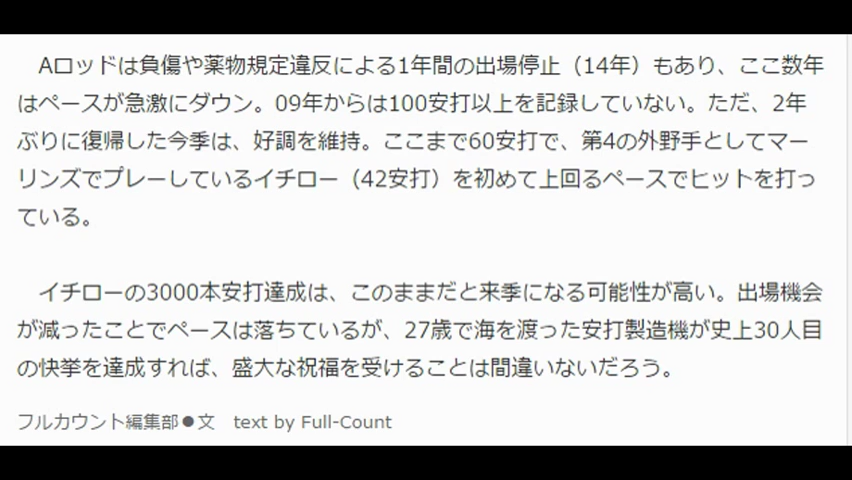 Aロッドは負傷や薬物規定違反による1年間の出場停止（14年）もあり、ここ数年
はペースが急激にダウン。09年からは100安打以上を記録していない。ただ、2年
ぶりに復帰した今季は、好調を維持。ここまで60安打で、第4の外野手としてマー
リンズでプレーしているイチロー（42安打）を初めて上回るペースでヒットを打っ
ている。
イチローの3000本安打達成は、このままだと来季になる可能性が高い。出場機会
が減ったことでペースは落ちているが、27歳で海を渡った安打製造機が史上30人目
の快挙を達成すれば、盛大な祝福を受けることは間違いないだろう。
フルカウント編集部●文　text by Full-Count